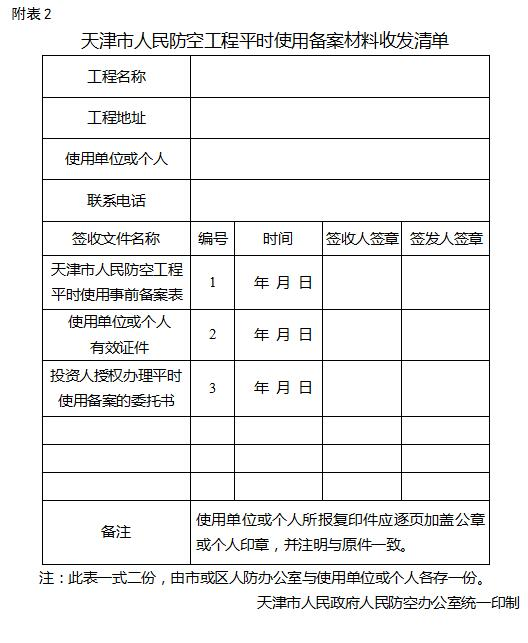 附表2
天津市人民防空工程平时使用备案材料收发清单
工程名称
工程地址
使用单位或个人
联系电话
签收文件名称 编号 时间 签收人签章 签发人签章
天津市人民防空工程
平时使用事前备案表 1 年 月 日
使用单位或个人
有效证件 2 年 月 日
投资人授权办理平时
使用备案的委托书 3 年 月 日
备注
使用单位或个人所报复印件应逐页加盖公章
或个人印章，并注明与原件一致。
注：此表一式二份，由市或区人防办公室与使用单位或个人各存一份。
天津市人民政府人民防空办公室统一印制